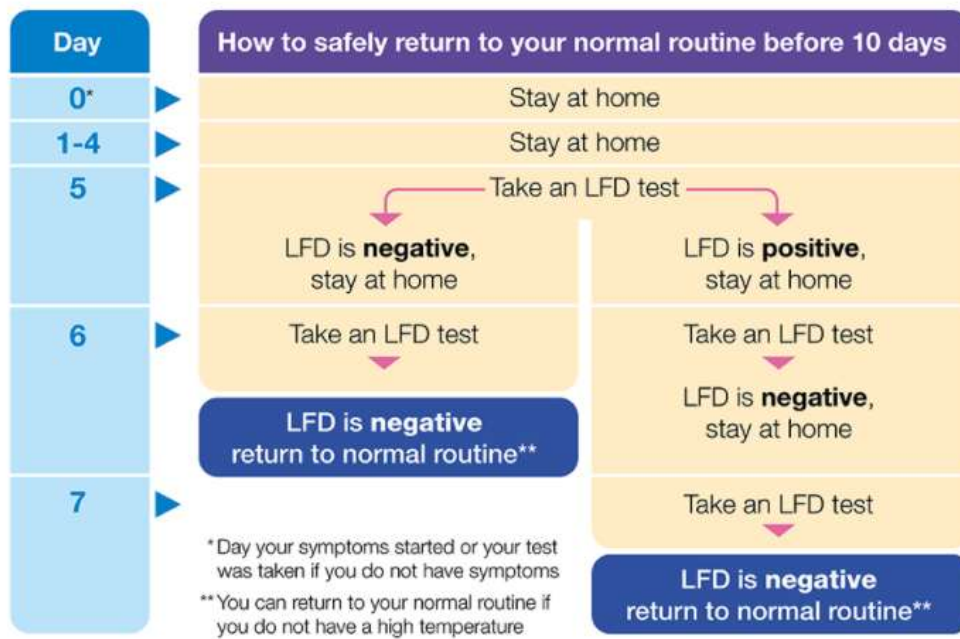 Day
How to safely return to your normal routine before 10 days
0*
Stay at home
1-4
Stay at home
5
Take an LFD test
LFD is negative,
stay at home
LFD is positive,
stay at home
6
Take an LFD test
LFD is negative
return to normal routine**
Take an LFD test
LFD is negative,
stay at home
7
Take an LFD test
LFD is negative
return to normal routine**
*Day your symptoms started or your test
was taken if you do not have symptoms
**You can return to your normal routine if
you do not have a high temperature